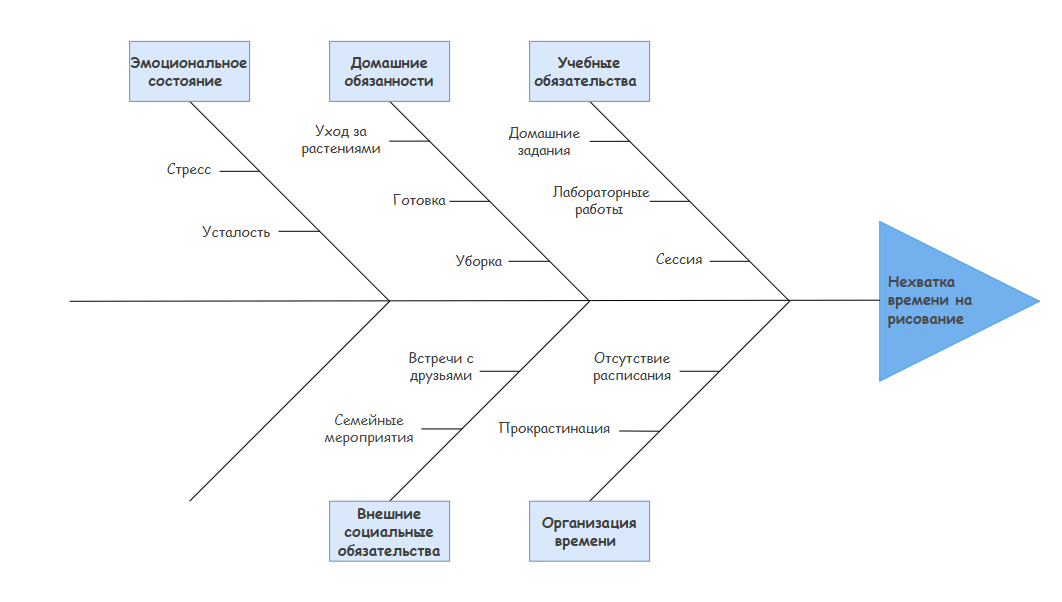 Эмоциональное
состояние
Домашние
обязанности
Учебные
обязательства
Уход за
растениями
Домашние
задания
Стресс
Готовка
Лабораторные
работы
Усталость
Уборка
Сессия
Нехватка
времени на
рисование
Встречи с
друзьями
Отсутствие
расписания
Семейные
мероприятия
Прокрастинация
Внешние
социальные
обязательства
Организация
времени